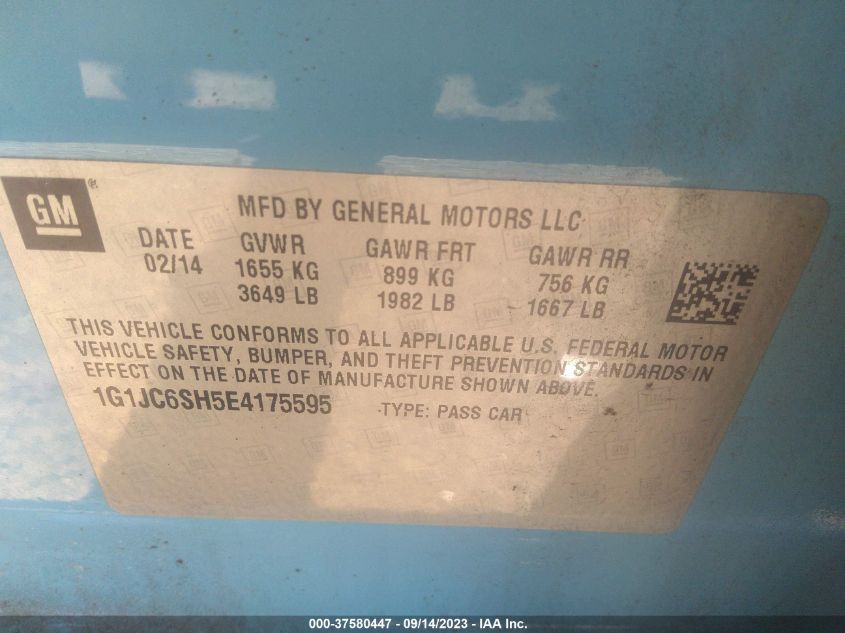 GM
MFD BY GENERAL MOTORS LLC
DATE GVWR GAWR FRT GAWR RR
02/14 1655 KG 899 KG 756 KG
3649 LB 1982 LB 1667 LB
THIS VEHICLE CONFORMS TO ALL APPLICABLE U.S. FEDERAL MOTOR
VEHICLE SAFETY, BUMPER, AND THEFT PREVENTION STANDARDS IN
EFFECT ON THE DATE OF MANUFACTURE SHOWN ABOVE.
1G1JC6SH5E4175595 TYPE: PASS CAR
000-37580447 - 09/14/2023 - IAA Inc.